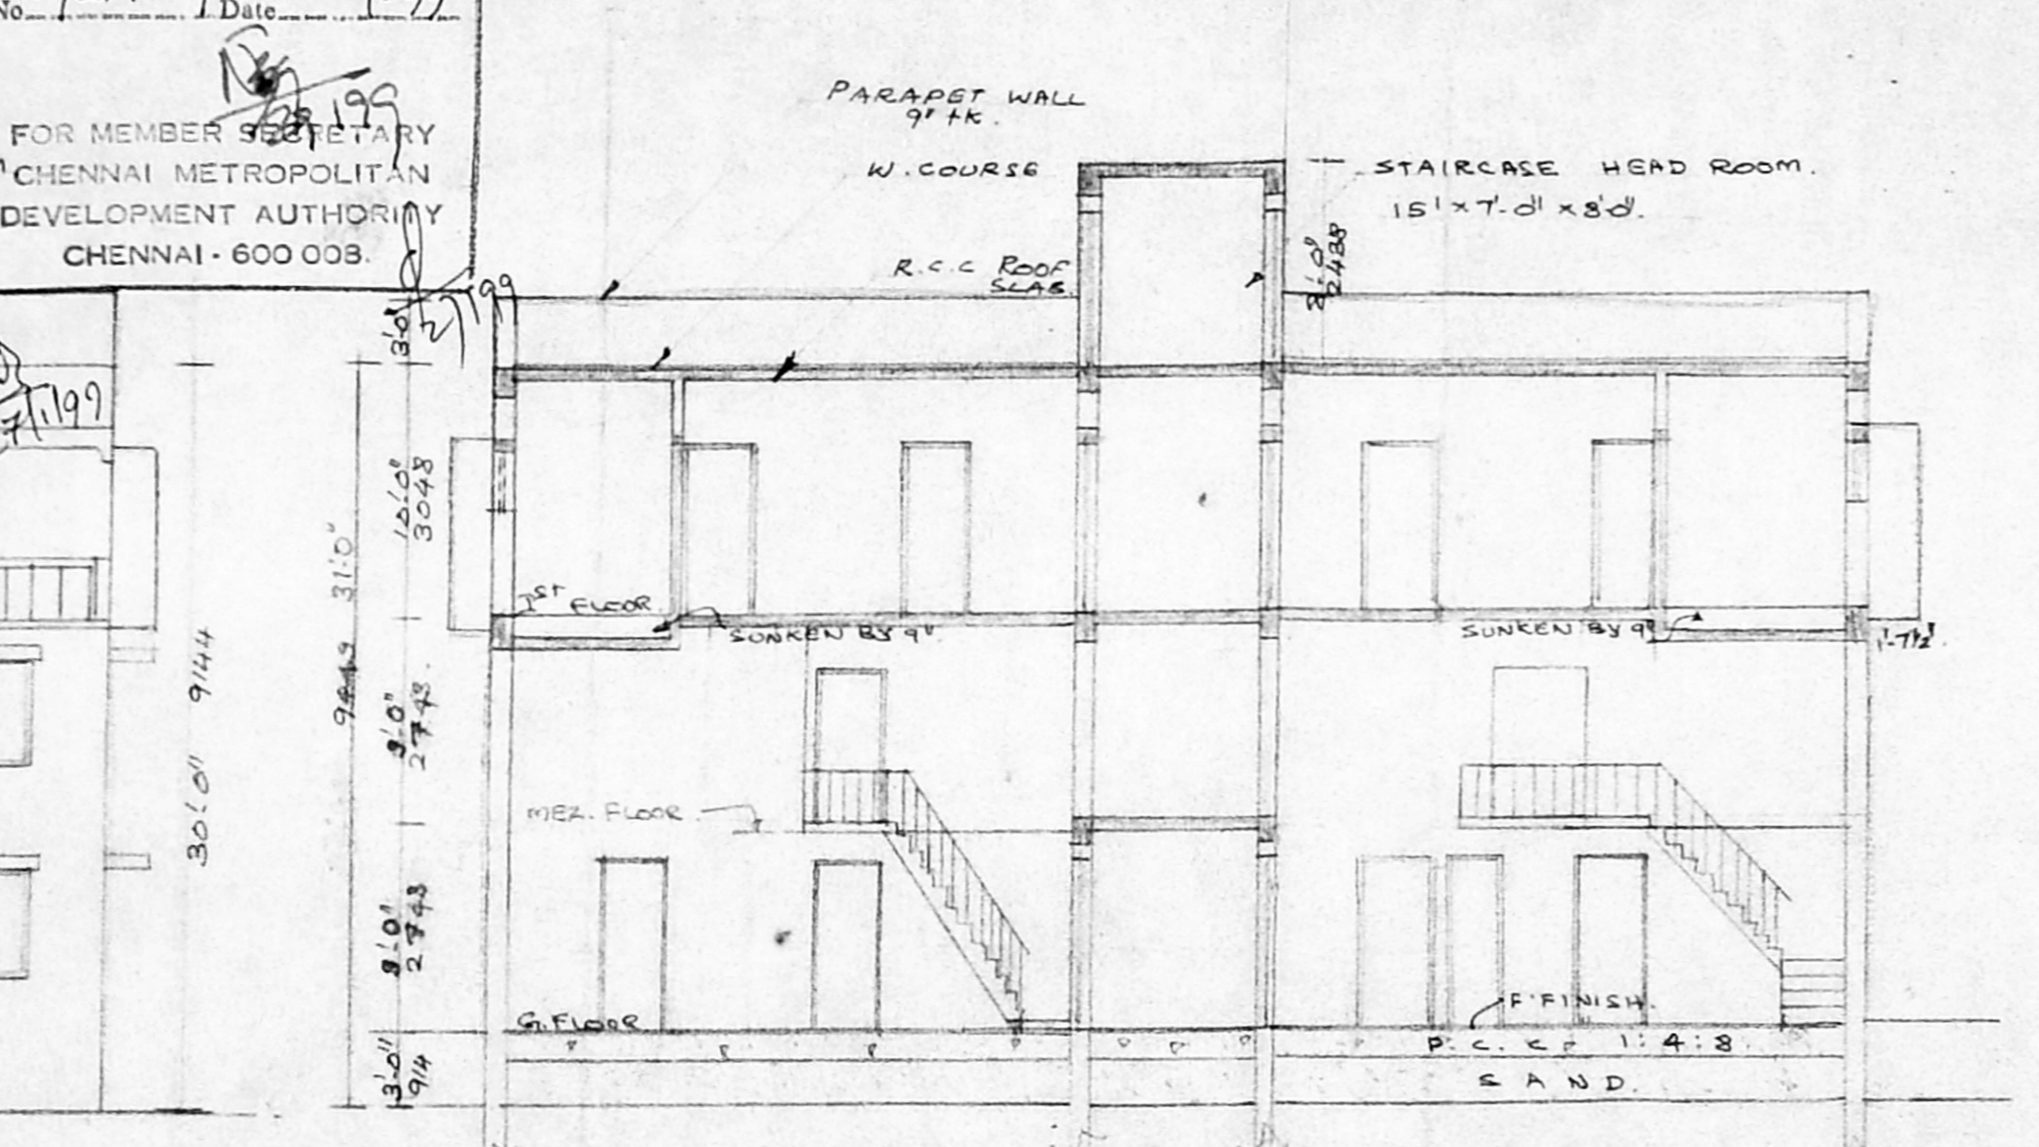 No. Date
199
FOR MEMBER SECRETARY
CHENNAI METROPOLITAN
DEVELOPMENT AUTHORITY
CHENNAI - 600 008.
PARAPET WALL
9" TK.
W. COURSE
STAIRCASE HEAD ROOM.
15' x 7'-0" x 8'0".
R.C.C ROOF
SLAB
8'-0"
2438
3'-0"
10'-0"
3048
31'-0"
30'-0" 9144
9'-0"
2743
9'-0"
2743
3'-0"
914
1ST FLOOR
SUNKEN BY 9".
SUNKEN BY 9"
1'-7½".
MEZ. FLOOR
G. FLOOR
F. FINISH.
P.C.C. 1:4:8.
SAND.